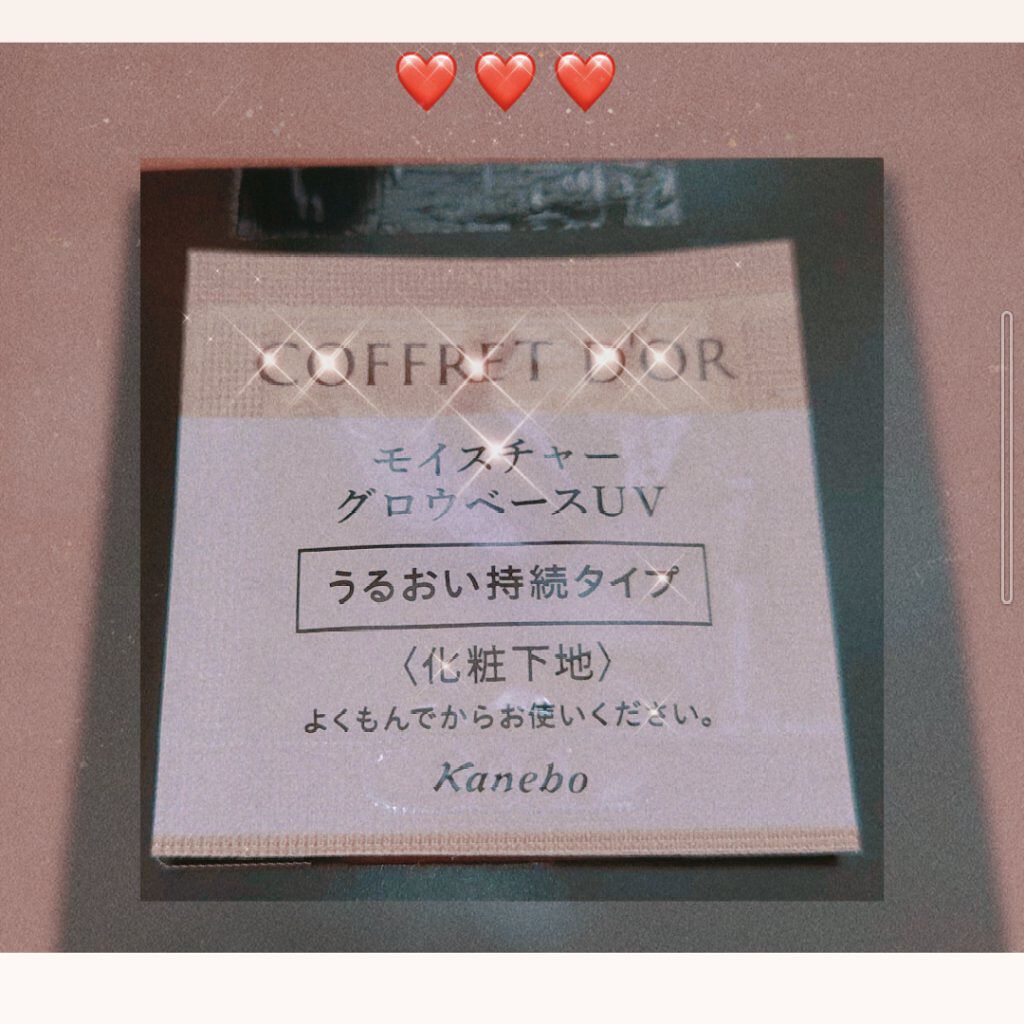 COFFRET D'OR
モイスチャー
グロウベースUV
うるおい持続タイプ
〈化粧下地〉
よくもんでからお使いください。
Kanebo